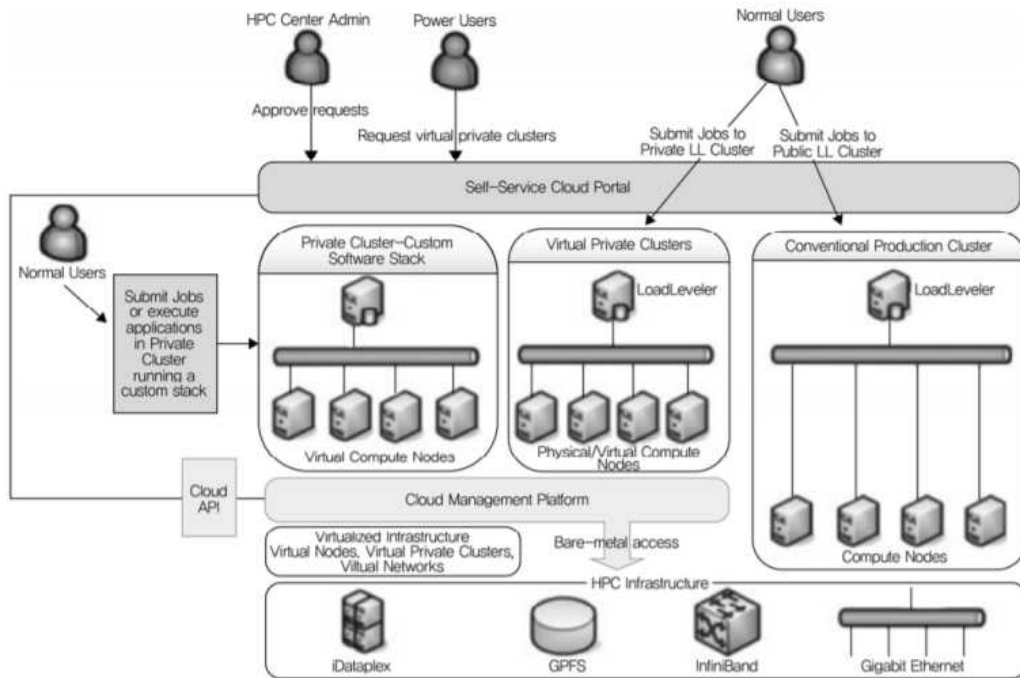 HPC Center Admin
Power Users
Normal Users
Approve requests
Request virtual private clusters
Submit Jobs to
Private LL Cluster
Submit Jobs to
Public LL Cluster
Self-Service Cloud Portal
Normal Users
Submit Jobs
or execute
applications
in Private
Cluster
running a
custom stack
Private Cluster-Custom
Software Stack
Virtual Compute Nodes
Virtual Private Clusters
LoadLeveler
Physical/Virtual Compute
Nodes
Conventional Production Cluster
LoadLeveler
Compute Nodes
Cloud
API
Cloud Management Platform
Virtualized Infrastructure
Virtual Nodes, Virtual Private Clusters,
Viltual Networks
Bare-metal access
HPC Infrastructure
iDataplex
GPFS
InfiniBand
Gigabit Ethernet